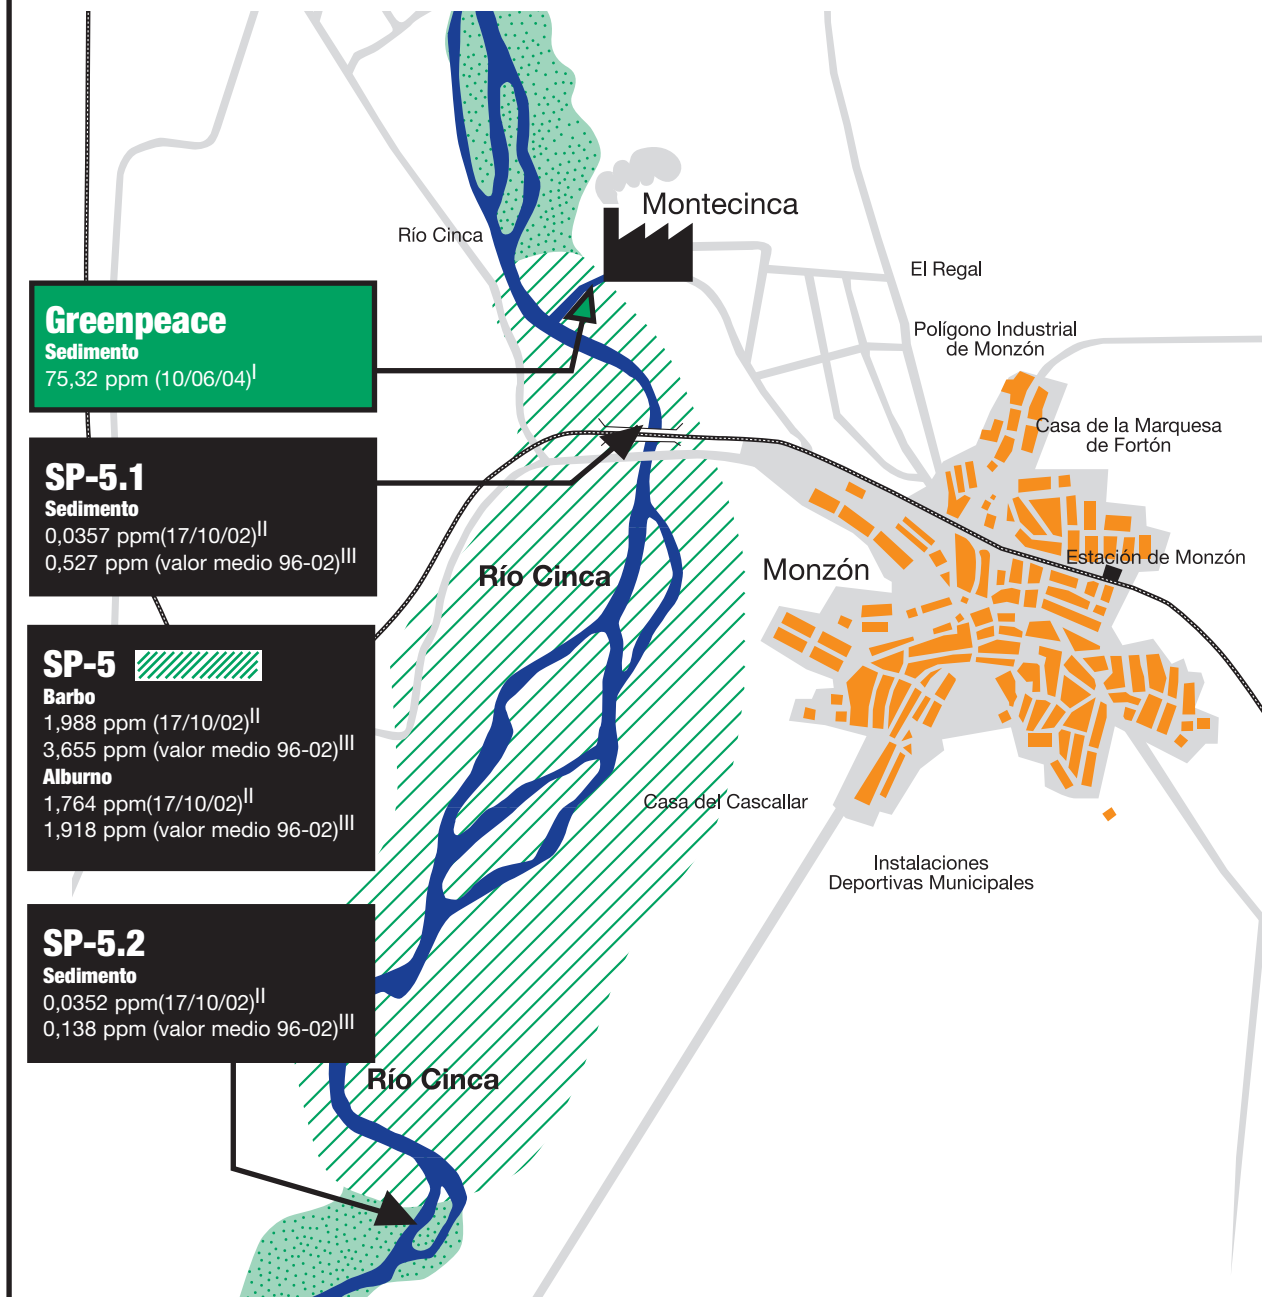 Montecinca
Río Cinca
El Regal
Polígono Industrial
de Monzón
Greenpeace
Sedimento
75,32 ppm (10/06/04)I
Casa de la Marquesa
de Fortón
SP-5.1
Sedimento
0,0357 ppm(17/10/02)II
0,527 ppm (valor medio 96-02)III
Río Cinca
Monzón
Estación de Monzón
SP-5
Barbo
1,988 ppm (17/10/02)II
3,655 ppm (valor medio 96-02)III
Alburno
1,764 ppm(17/10/02)II
1,918 ppm (valor medio 96-02)III
Casa del Cascallar
Instalaciones
Deportivas Municipales
SP-5.2
Sedimento
0,0352 ppm(17/10/02)II
0,138 ppm (valor medio 96-02)III
Río Cinca